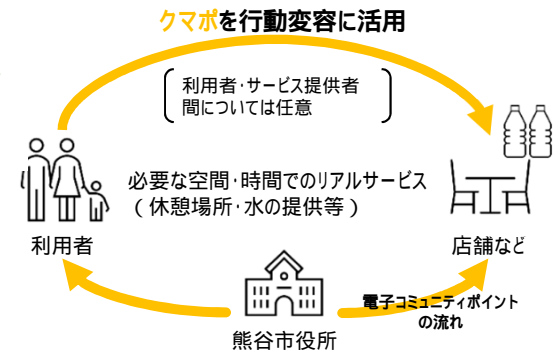 クマポを行動変容に活用
利用者・サービス提供者
間については任意
必要な空間・時間でのリアルサービス
(休憩場所・水の提供等)
利用者
店舗など
電子コミュニティポイント
の流れ
熊谷市役所